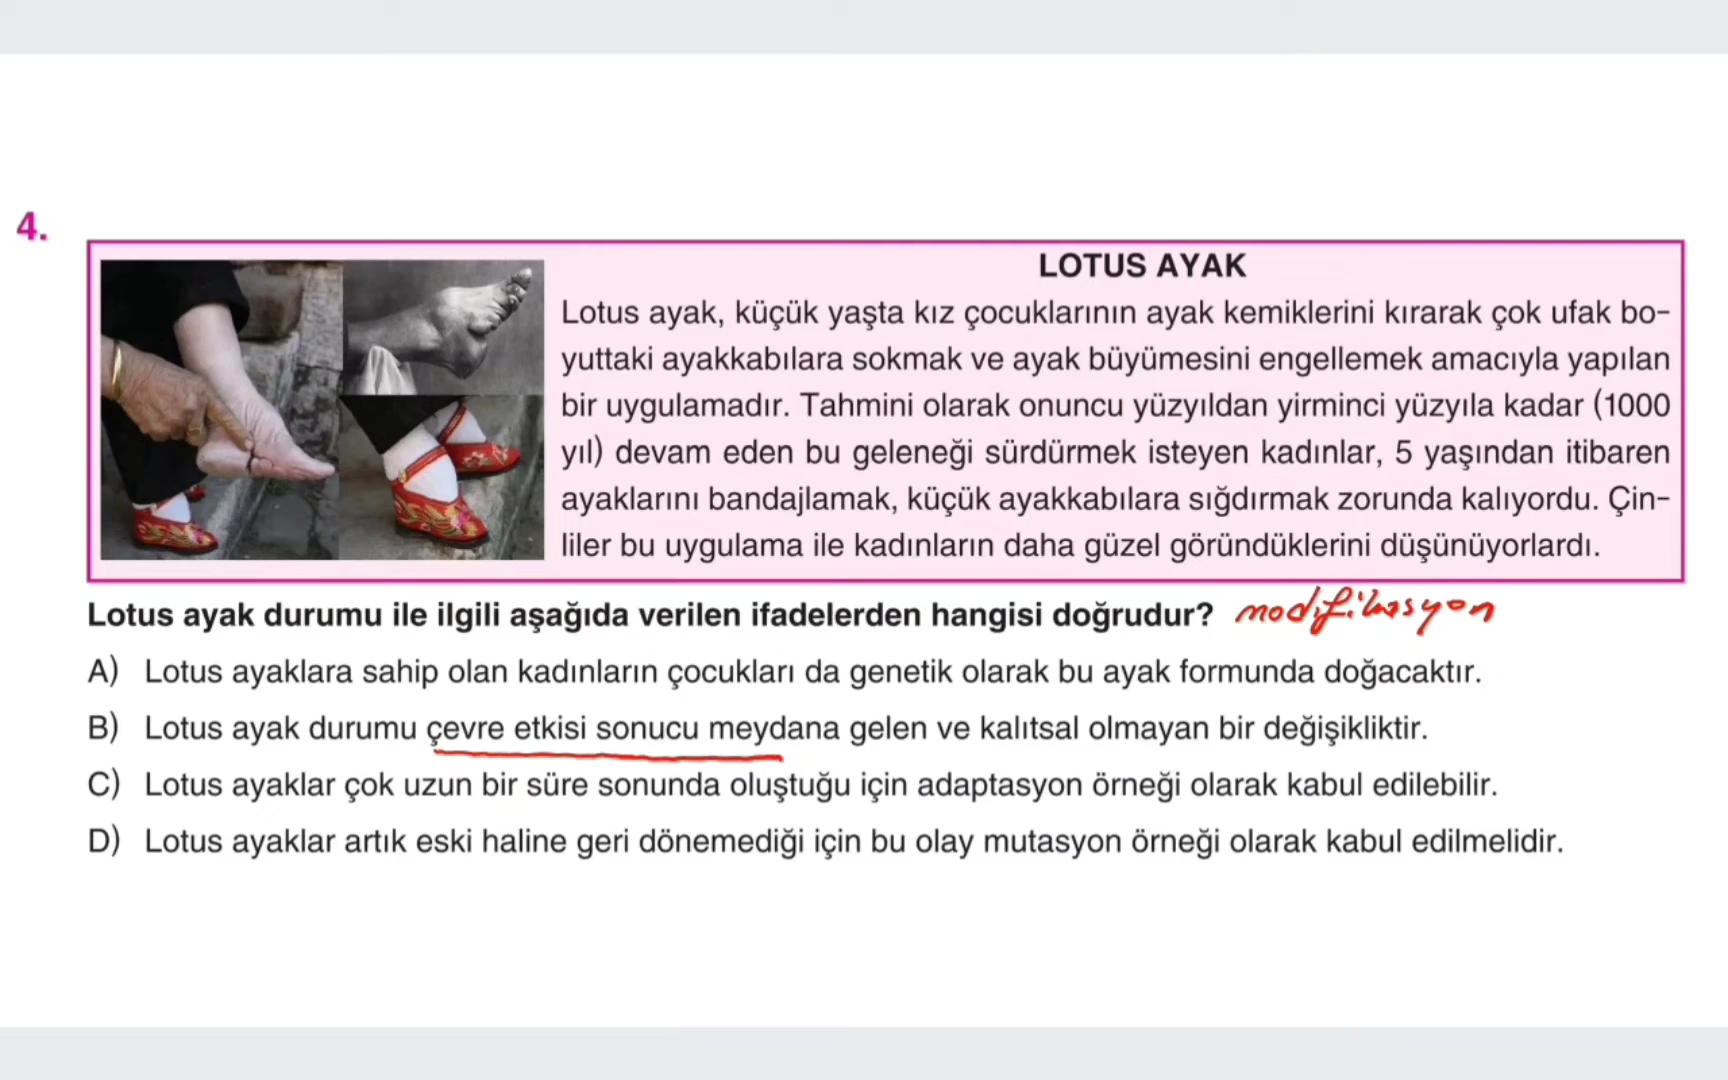 4.
LOTUS AYAK
Lotus ayak, küçük yaşta kız çocuklarının ayak kemiklerini kırarak çok ufak bo-
yuttaki ayakkabılara sokmak ve ayak büyümesini engellemek amacıyla yapılan
bir uygulamadır. Tahmini olarak onuncu yüzyıldan yirminci yüzyıla kadar (1000
yıl) devam eden bu geleneği sürdürmek isteyen kadınlar, 5 yaşından itibaren
ayaklarını bandajlamak, küçük ayakkabılara sığdırmak zorunda kalıyordu. Çin-
liler bu uygulama ile kadınların daha güzel göründüklerini düşünüyorlardı.
Lotus ayak durumu ile ilgili aşağıda verilen ifadelerden hangisi doğrudur? modifikasyon
A) Lotus ayaklara sahip olan kadınların çocukları da genetik olarak bu ayak formunda doğacaktır.
B) Lotus ayak durumu çevre etkisi sonucu meydana gelen ve kalıtsal olmayan bir değişikliktir.
C) Lotus ayaklar çok uzun bir süre sonunda oluştuğu için adaptasyon örneği olarak kabul edilebilir.
D) Lotus ayaklar artık eski haline geri dönemediği için bu olay mutasyon örneği olarak kabul edilmelidir.